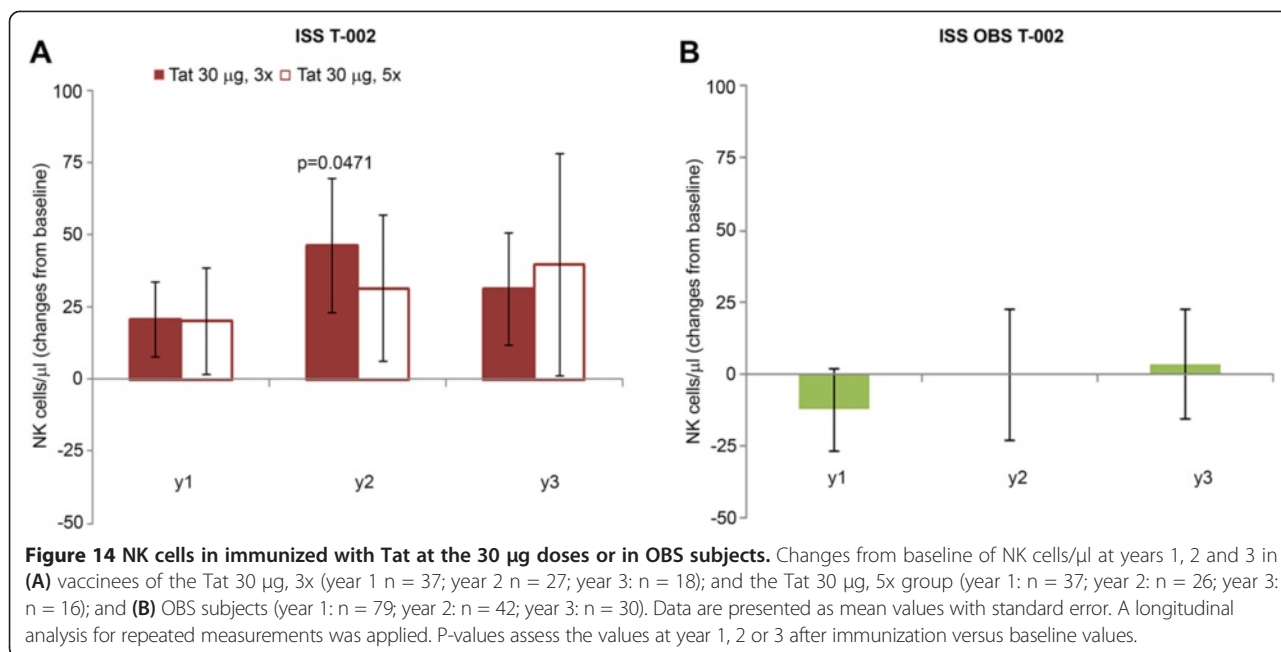 ISS T-002
A
Tat 30 µg, 3x Tat 30 µg, 5x
NK cells/µl (changes from baseline)
100
75
50
25
0
-25
-50
p=0.0471
y1 y2 y3
ISS OBS T-002
B
NK cells/µl (changes from baseline)
100
75
50
25
0
-25
-50
y1 y2 y3
Figure 14 NK cells in immunized with Tat at the 30 µg doses or in OBS subjects. Changes from baseline of NK cells/µl at years 1, 2 and 3 in
(A) vaccinees of the Tat 30 µg, 3x (year 1 n = 37; year 2 n = 27; year 3: n = 18); and the Tat 30 µg, 5x group (year 1: n = 37; year 2: n = 26; year 3:
n = 16); and (B) OBS subjects (year 1: n = 79; year 2: n = 42; year 3: n = 30). Data are presented as mean values with standard error. A longitudinal
analysis for repeated measurements was applied. P-values assess the values at year 1, 2 or 3 after immunization versus baseline values.